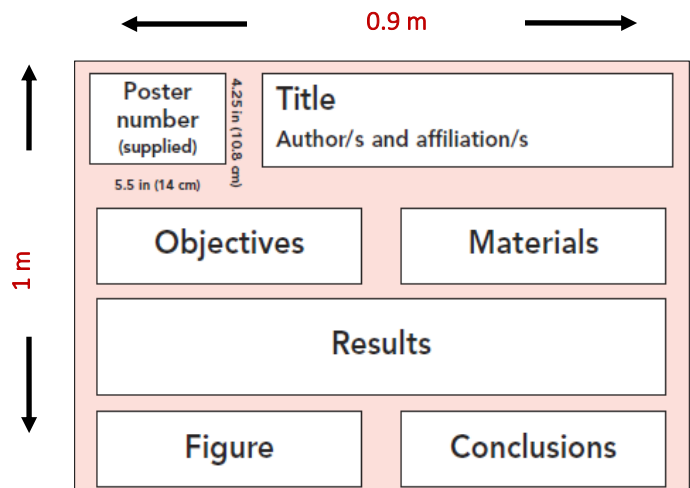 0.9 m
Poster
number
(supplied)
4.25 in (10.8 cm)
Title
Author/s and affiliation/s
5.5 in (14 cm)
1 m
Objectives
Materials
Results
Figure
Conclusions